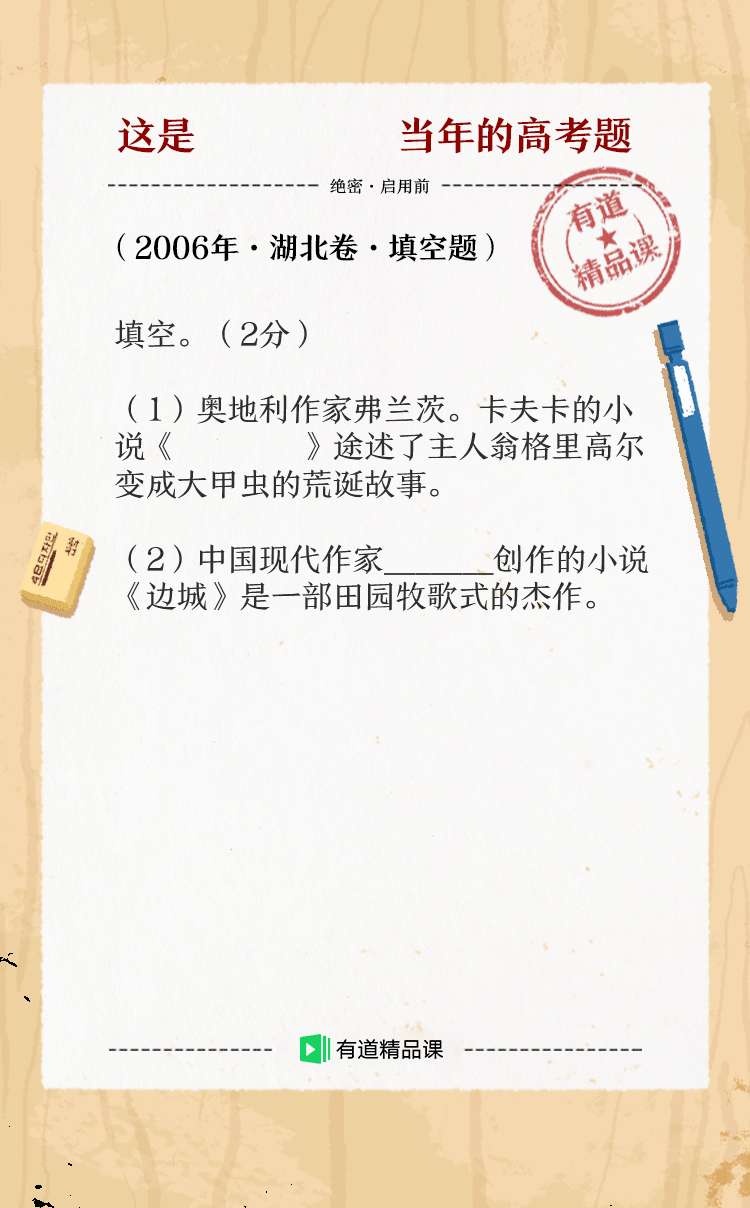 这是 当年的高考题
绝密·启用前
有道
精品课
（2006年·湖北卷·填空题）
填空。（2分）
（1）奥地利作家弗兰茨。卡夫卡的小
说《 》途述了主人翁格里高尔
变成大甲虫的荒诞故事。
（2）中国现代作家_______创作的小说
《边城》是一部田园牧歌式的杰作。
有道精品课